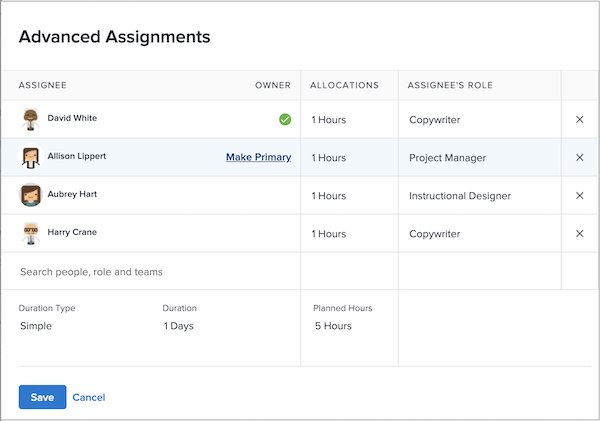 Advanced Assignments
ASSIGNEE OWNER ALLOCATIONS ASSIGNEE'S ROLE
David White 1 Hours Copywriter
Allison Lippert Make Primary 1 Hours Project Manager
Aubrey Hart 1 Hours Instructional Designer
Harry Crane 1 Hours Copywriter
Search people, role and teams
Duration Type Duration Planned Hours
Simple 1 Days 5 Hours
Save Cancel